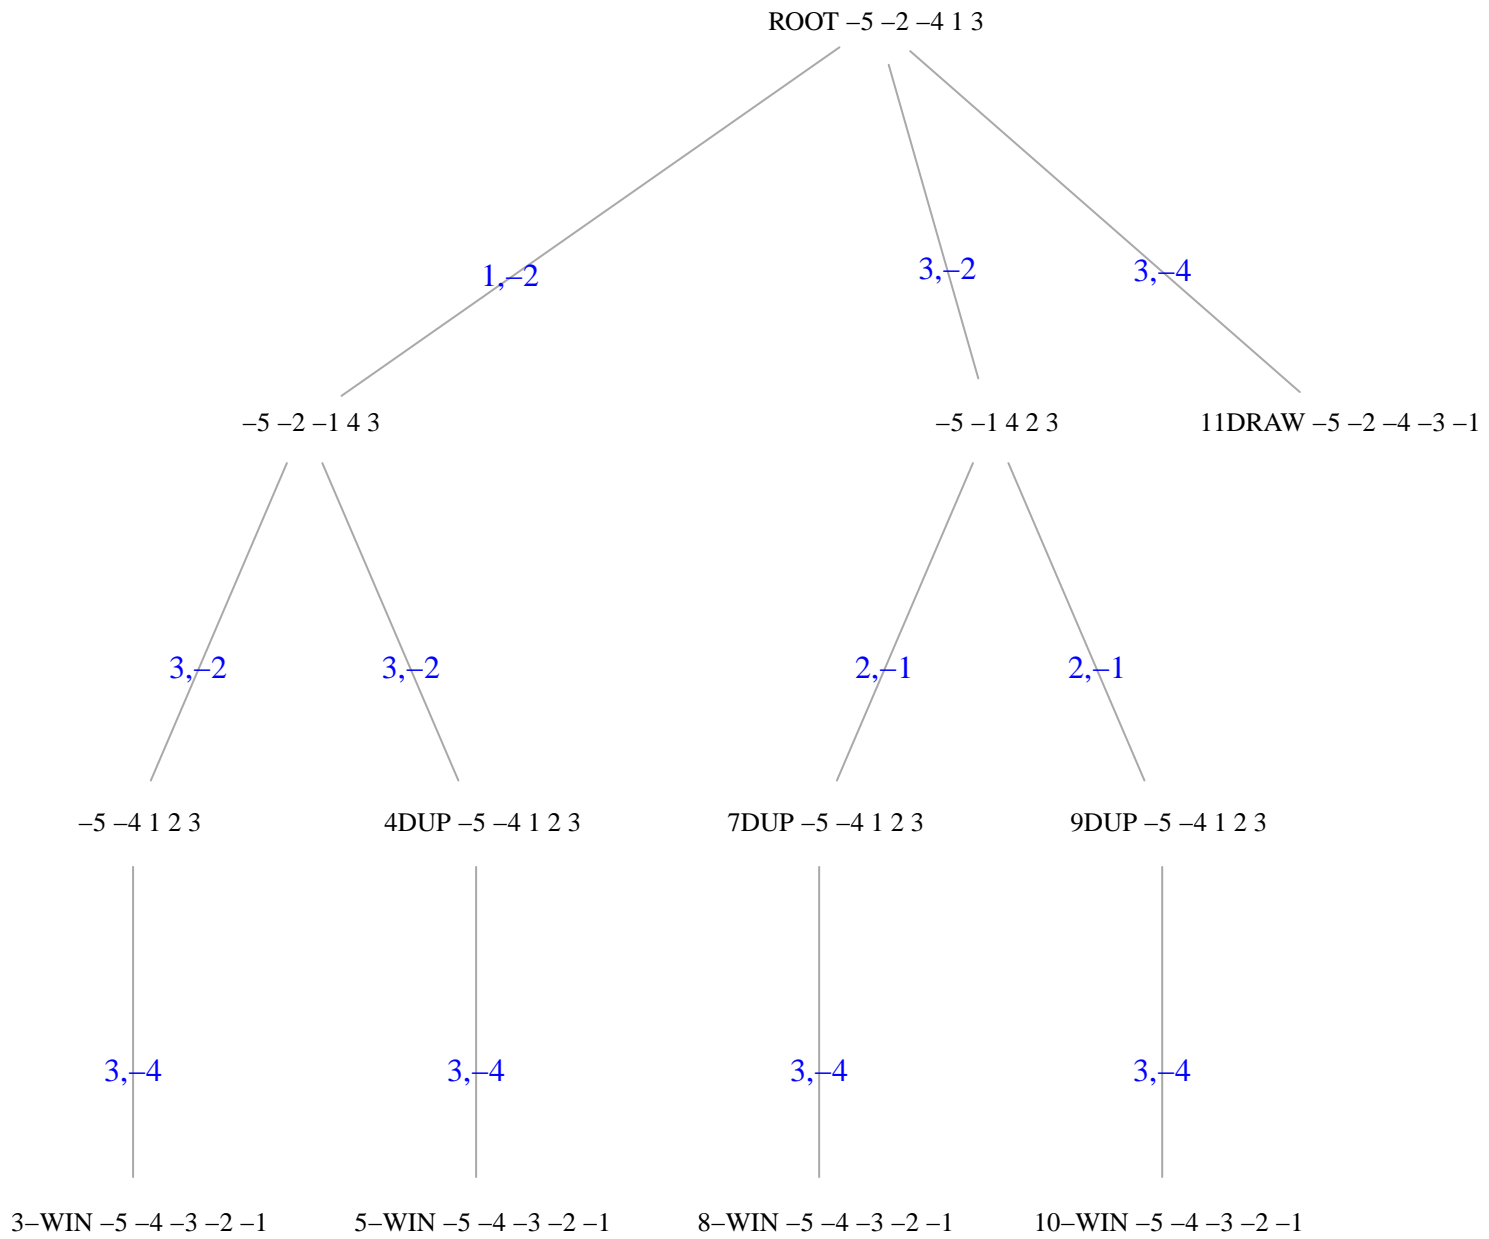 ROOT –5 –2 –4 1 3
1,–2
3,–2
3,–4
–5 –2 –1 4 3
–5 –1 4 2 3
11DRAW –5 –2 –4 –3 –1
3,–2
3,–2
2,–1
2,–1
–5 –4 1 2 3
4DUP –5 –4 1 2 3
7DUP –5 –4 1 2 3
9DUP –5 –4 1 2 3
3,–4
3,–4
3,–4
3,–4
3–WIN –5 –4 –3 –2 –1
5–WIN –5 –4 –3 –2 –1
8–WIN –5 –4 –3 –2 –1
10–WIN –5 –4 –3 –2 –1